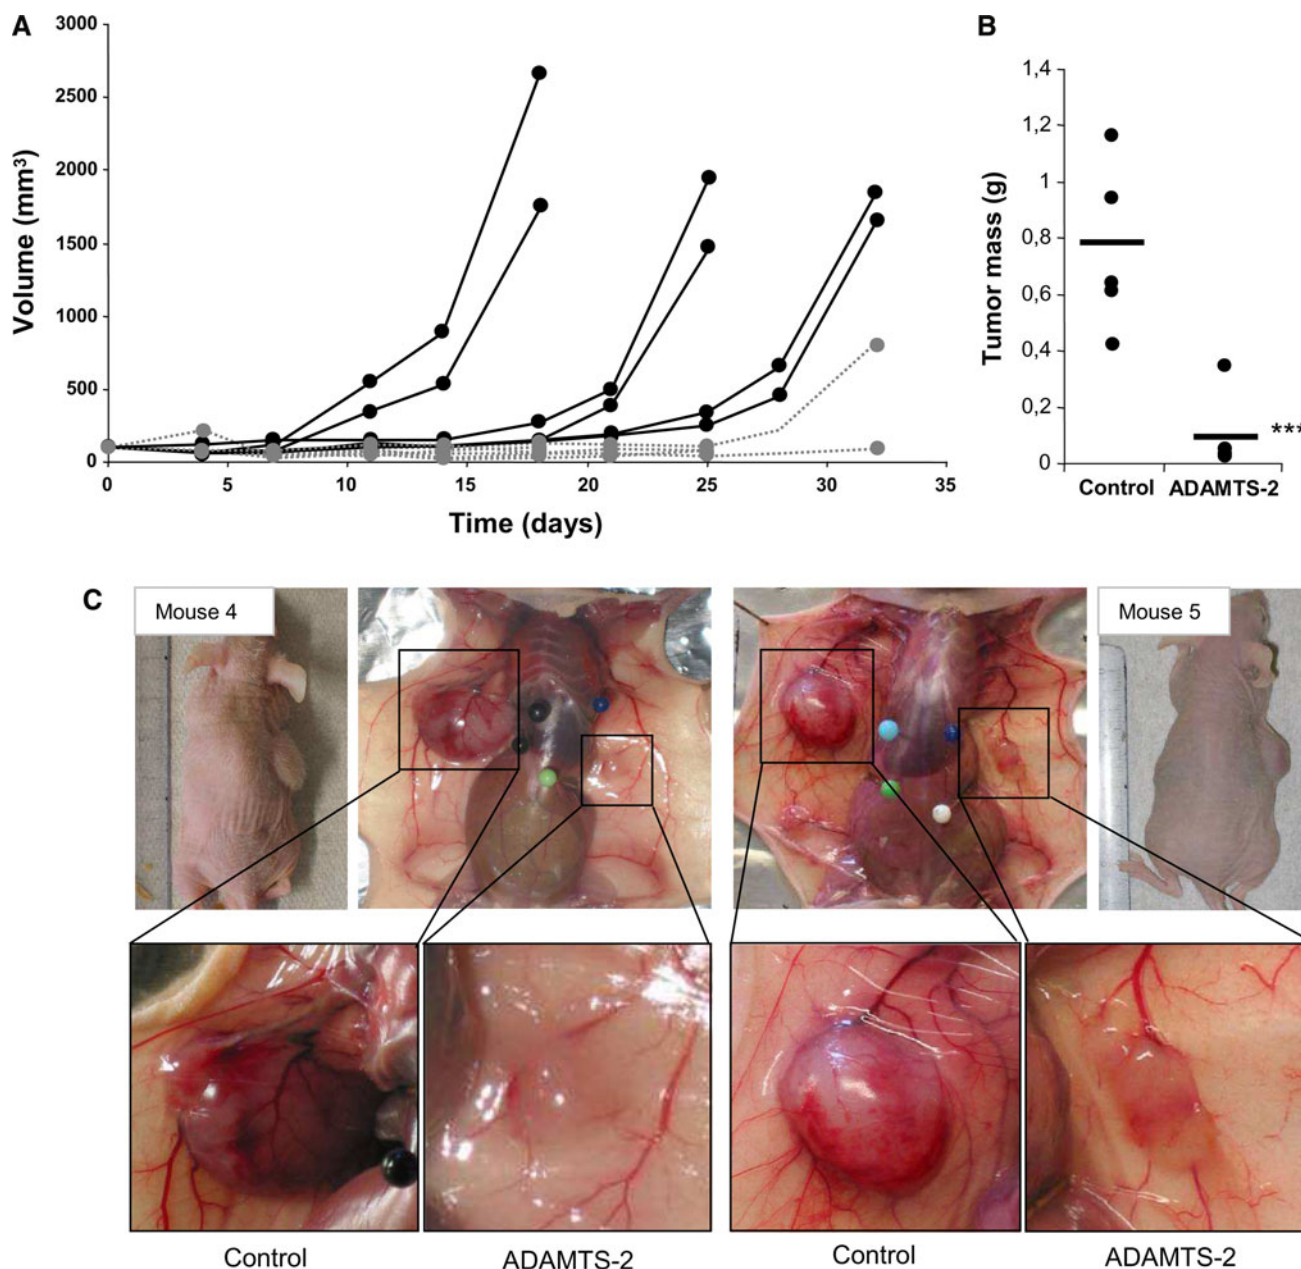 A
3000
2500
2000
1500
1000
500
0
Volume (mm³)
0 5 10 15 20 25 30 35
Time (days)
B
1,4
1,2
1
0,8
0,6
0,4
0,2
0
Tumor mass (g)
***
Control ADAMTS-2
C
Mouse 4
Mouse 5
Control
ADAMTS-2
Control
ADAMTS-2